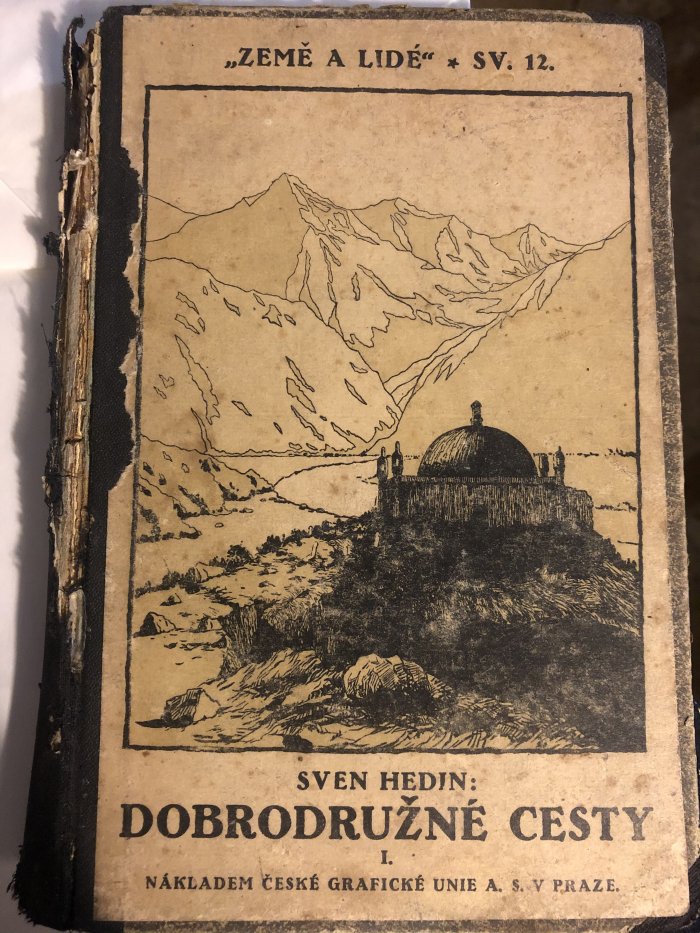 „ZEMĚ A LIDÉ“ * SV. 12.
SVEN HEDIN:
DOBRODRUŽNÉ CESTY
I.
NÁKLADEM ČESKÉ GRAFICKÉ UNIE A. S. V PRAZE.